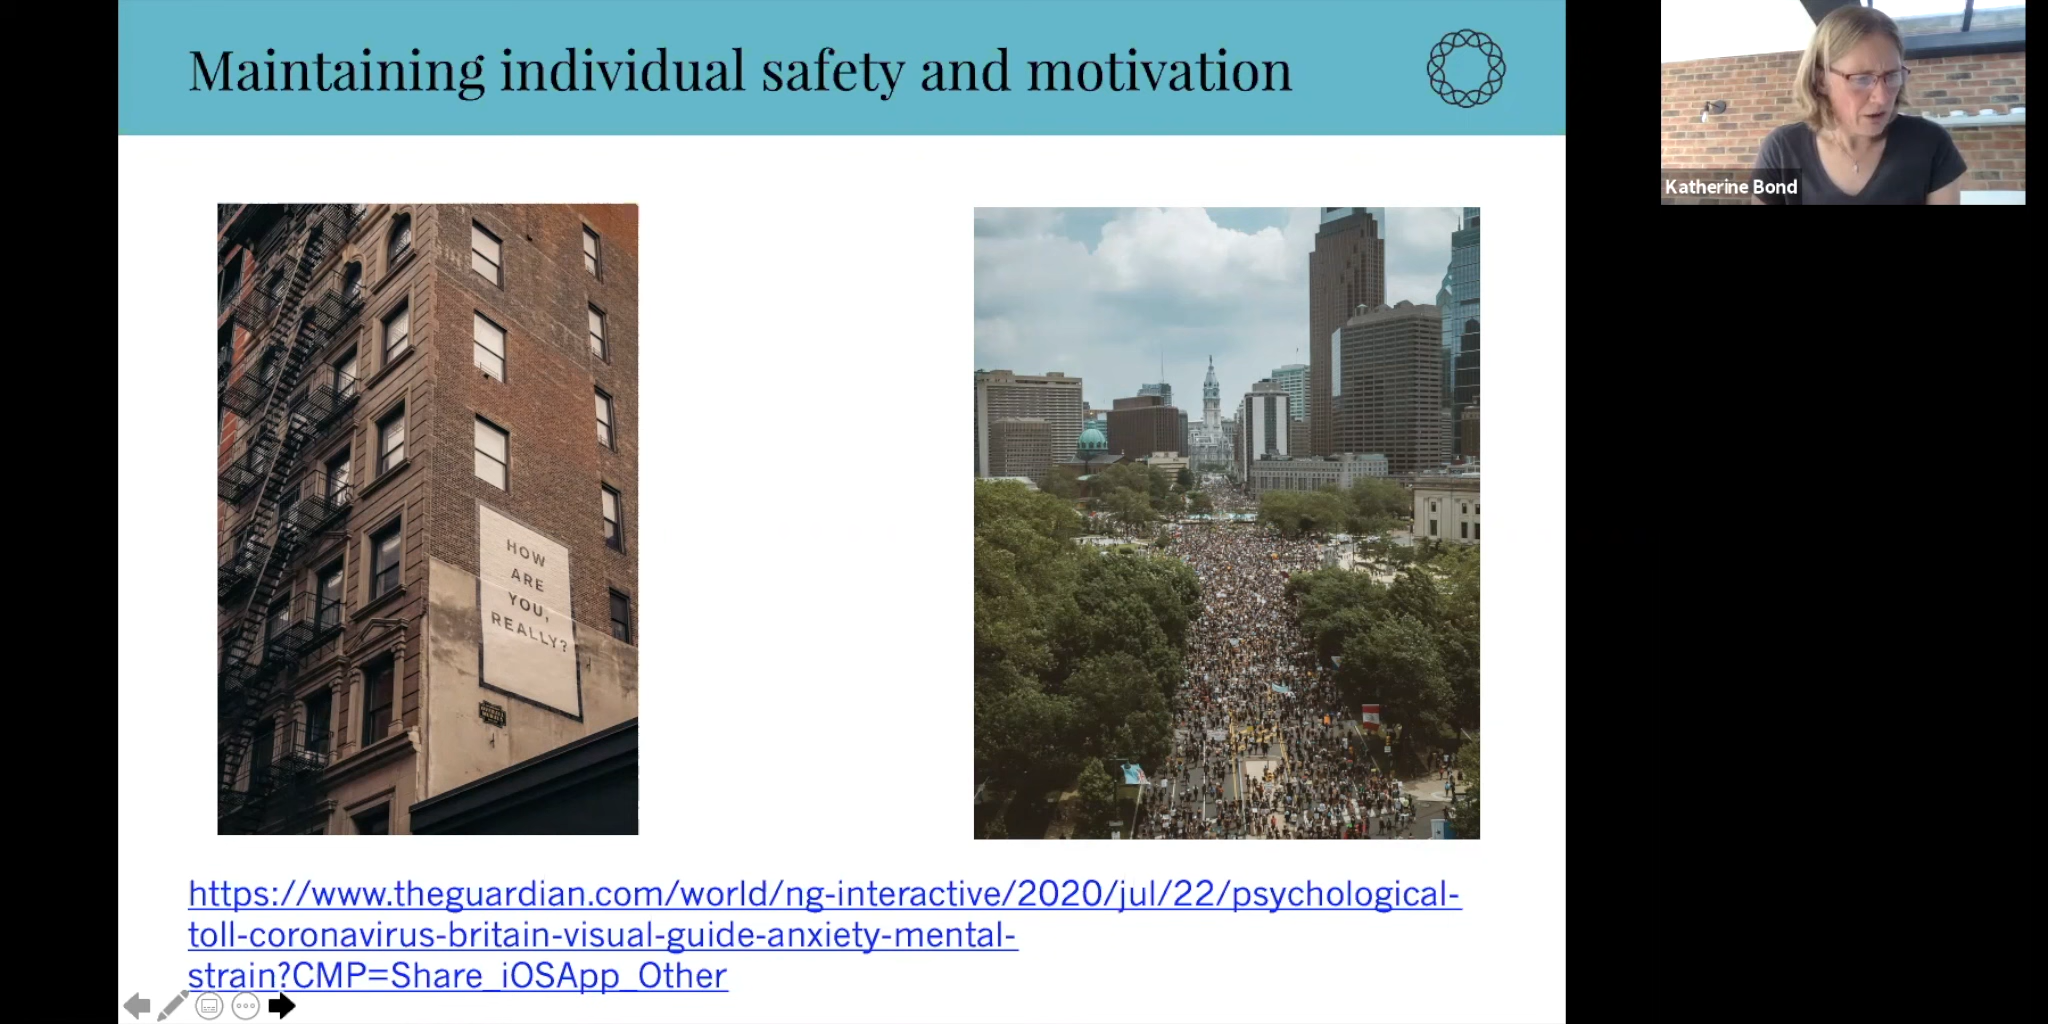 Maintaining individual safety and motivation
Katherine Bond
HOW
ARE
YOU,
REALLY?
https://www.theguardian.com/world/ng-interactive/2020/jul/22/psychological-
toll-coronavirus-britain-visual-guide-anxiety-mental-
strain?CMP=Share_iOSApp_Other